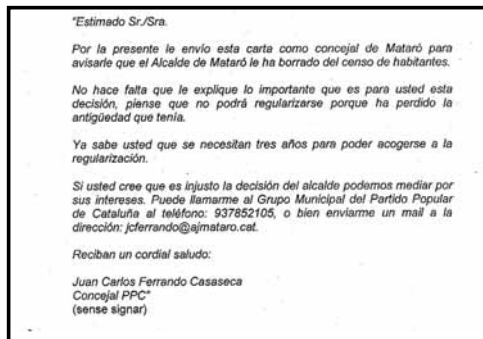 "Estimado Sr./Sra.
Por la presente le envío esta carta como concejal de Mataró para
avisarle que el Alcalde de Mataró le ha borrado del censo de habitantes.
No hace falta que le explique lo importante que es para usted esta
decisión, piense que no podrá regularizarse porque ha perdido la
antigüedad que tenía.
Ya sabe usted que se necesitan tres años para poder acogerse a la
regularización.
Si usted cree que es injusto la decisión del alcalde podemos mediar por
sus intereses. Puede llamarme al Grupo Municipal del Partido Popular
de Cataluña al teléfono: 937852105, o bien enviarme un mail a la
dirección: jcferrando@ajmataro.cat.
Reciban un cordial saludo:
Juan Carlos Ferrando Casaseca
Concejal PPC"
(sense signar)